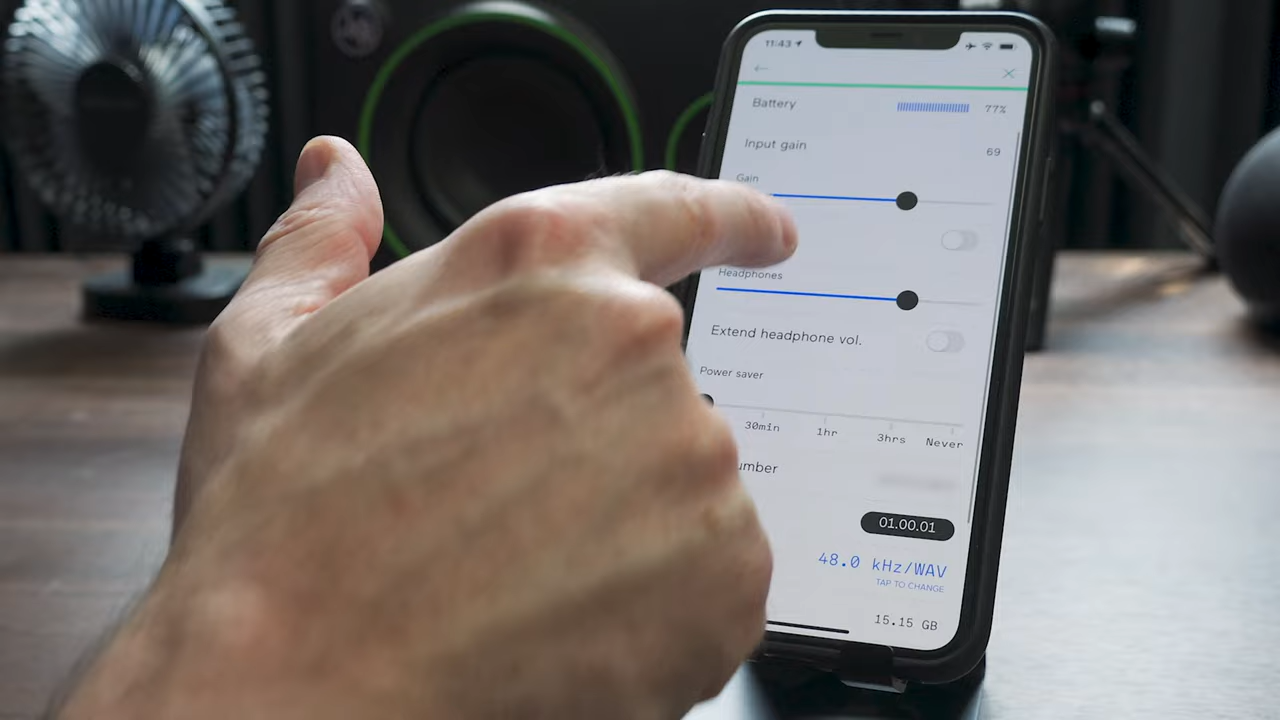 11:43
Battery 77%
Input gain 69
Gain
Headphones
Extend headphone vol.
Power saver
30min 1hr 3hrs Never
umber
01.00.01
48.0 kHz/WAV
TAP TO CHANGE
15.15 GB